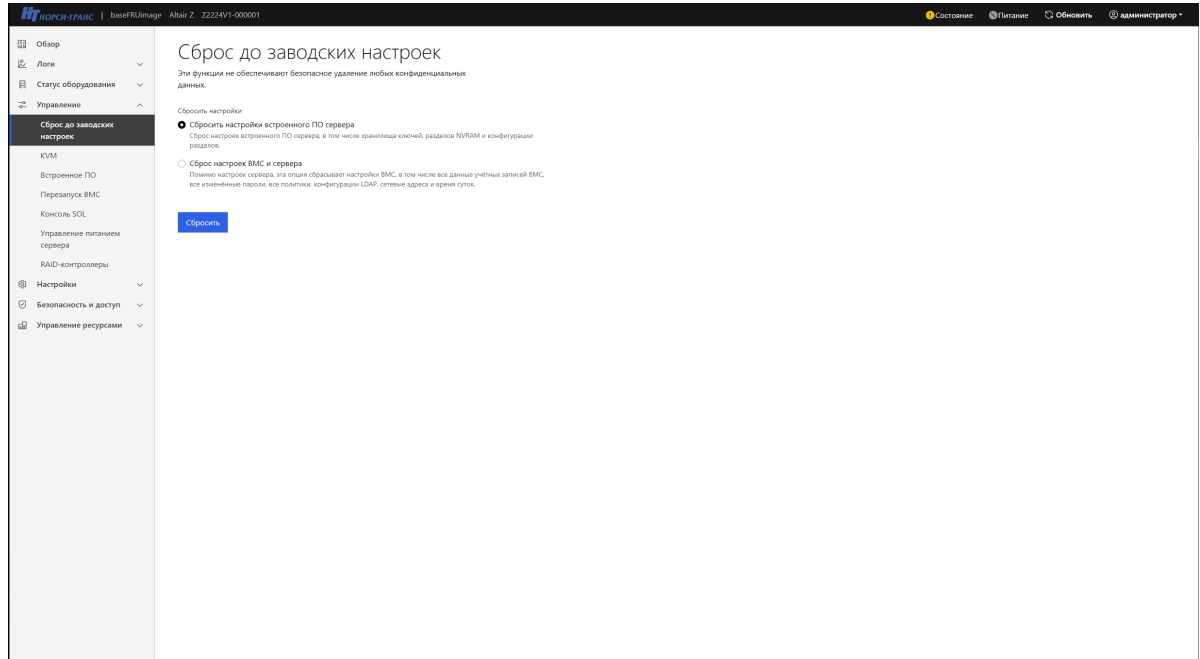 НТ НОРСИ-ТРАНС | baseFRUimage Altair Z Z2224V1-000001 Состояние Питание Обновить администратор
Обзор
Логи
Статус оборудования
Управление
Сброс до заводских
настроек
KVM
Встроенное ПО
Перезапуск BMC
Консоль SOL
Управление питанием
сервера
RAID-контроллеры
Настройки
Безопасность и доступ
Управление ресурсами
Сброс до заводских настроек
Эти функции не обеспечивают безопасное удаление любых конфиденциальных
данных.
Сбросить настройки
Сбросить настройки встроенного ПО сервера
Сброс настроек встроенного ПО сервера, в том числе хранилища ключей, разделов NVRAM и конфигурации
разделов.
Сброс настроек BMC и сервера
Помимо настроек сервера, эта опция сбрасывает настройки BMC, в том числе все данные учётных записей BMC,
все изменённые пароли, все политики, конфигурации LDAP, сетевые адреса и время суток.
Сбросить